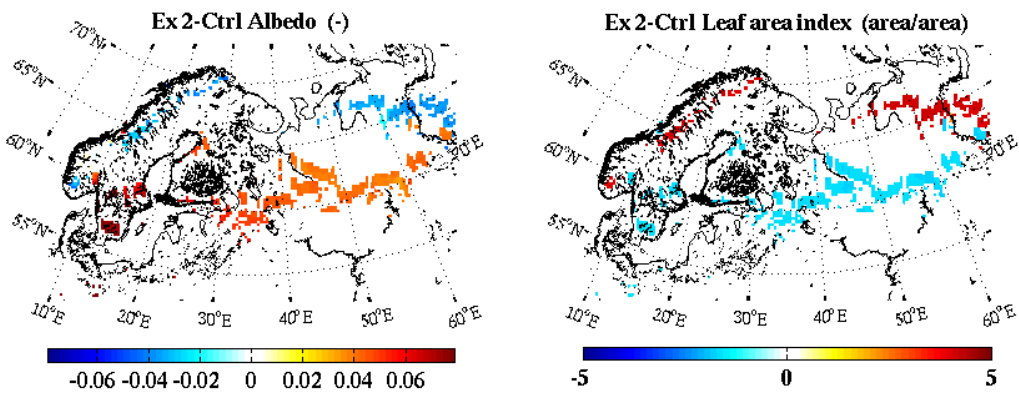 Ex 2-Ctrl Albedo (-)
70°N
65°N
60°N
55°N
10°E
20°E
30°E
40°E
50°E
60°E
70°E
-0.06 -0.04 -0.02 0 0.02 0.04 0.06
Ex 2-Ctrl Leaf area index (area/area)
70°N
65°N
60°N
55°N
10°E
20°E
30°E
40°E
50°E
60°E
70°E
-5 0 5